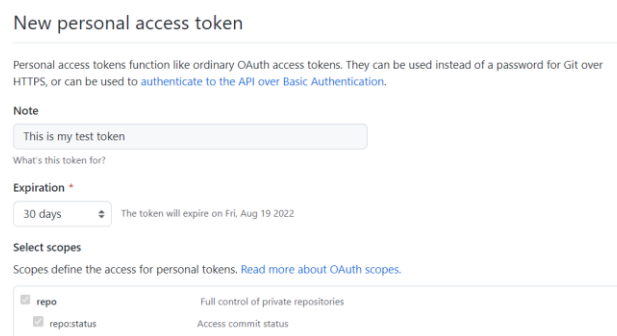 New personal access token
Personal access tokens function like ordinary OAuth access tokens. They can be used instead of a password for Git over
HTTPS, or can be used to authenticate to the API over Basic Authentication.
Note
This is my test token
What's this token for?
Expiration *
30 days The token will expire on Fri, Aug 19 2022
Select scopes
Scopes define the access for personal tokens. Read more about OAuth scopes.
repo Full control of private repositories
repo:status Access commit status